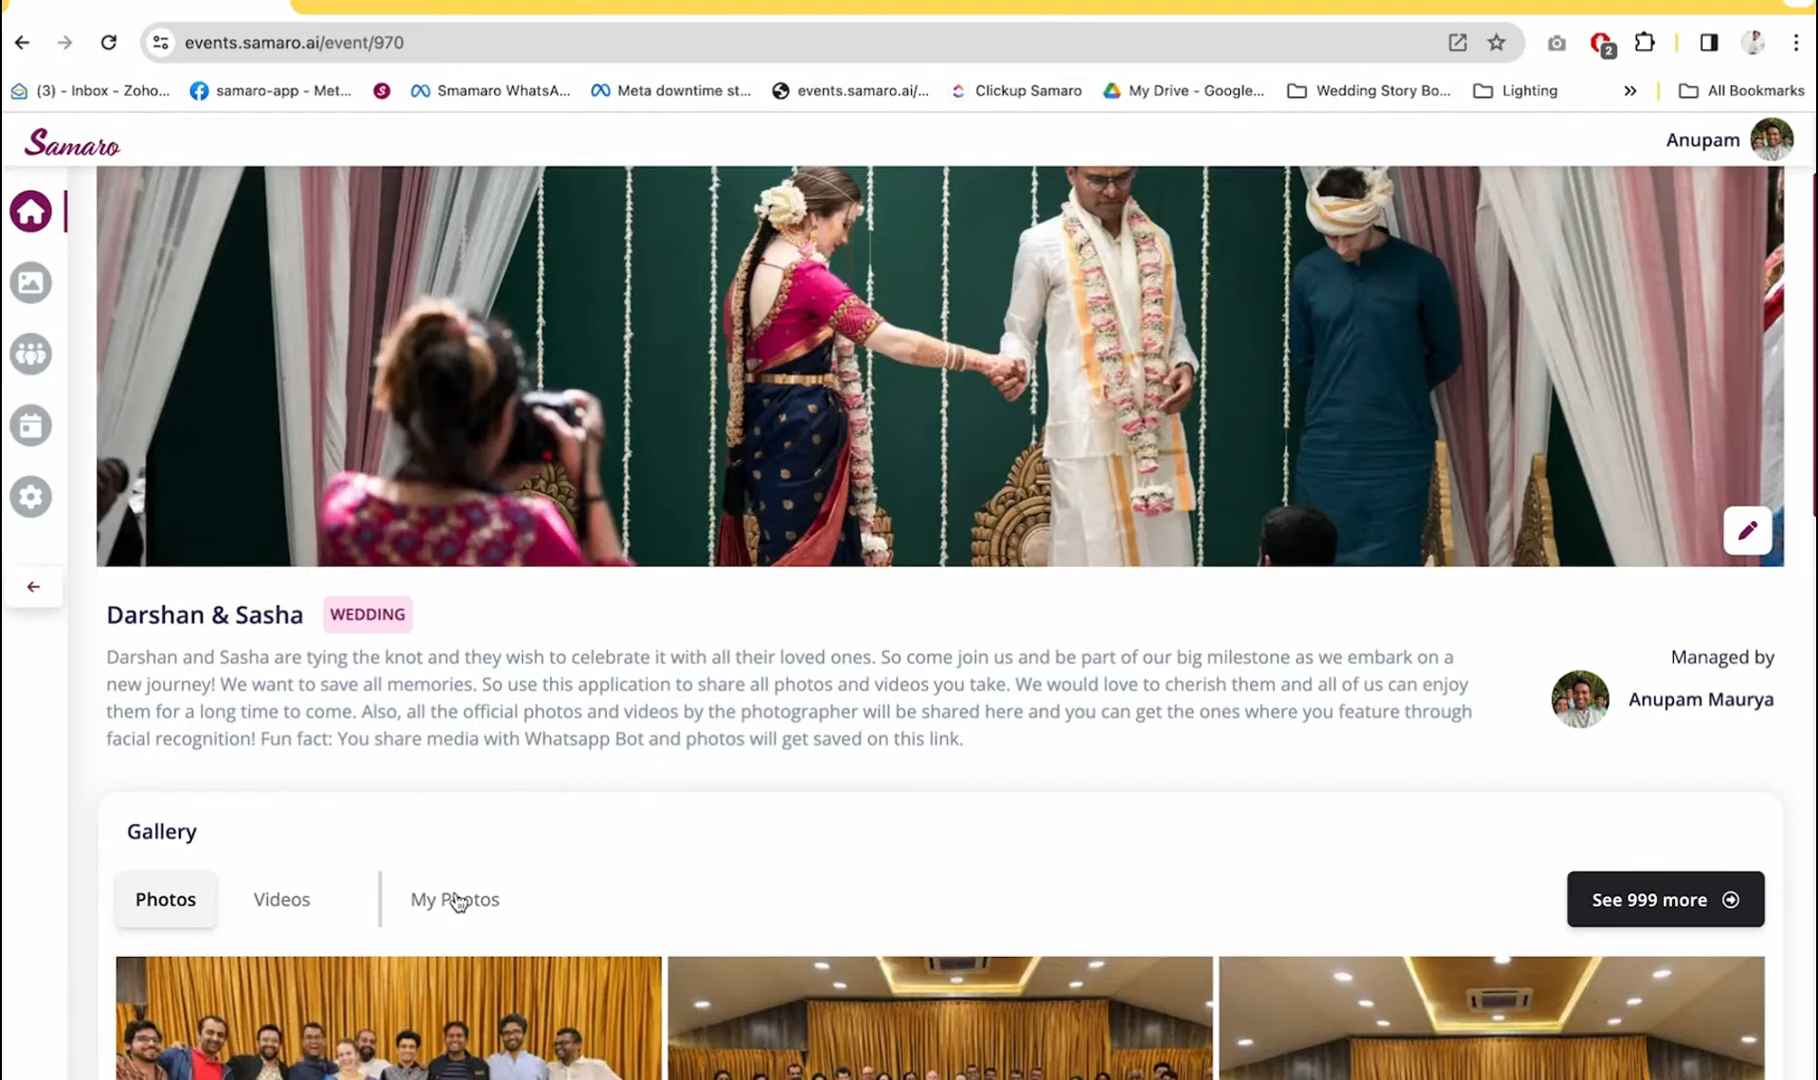 events.samaro.ai/event/970
2
(3) - Inbox - Zoho...
samaro-app - Met...
S
Smamaro WhatsA...
Meta downtime st...
events.samaro.ai/...
Clickup Samaro
My Drive - Google...
Wedding Story Bo...
Lighting
»
All Bookmarks
Samaro
Anupam
Darshan & Sasha
WEDDING
Darshan and Sasha are tying the knot and they wish to celebrate it with all their loved ones. So come join us and be part of our big milestone as we embark on a
new journey! We want to save all memories. So use this application to share all photos and videos you take. We would love to cherish them and all of us can enjoy
them for a long time to come. Also, all the official photos and videos by the photographer will be shared here and you can get the ones where you feature through
facial recognition! Fun fact: You share media with Whatsapp Bot and photos will get saved on this link.
Managed by
Anupam Maurya
Gallery
Photos
Videos
My Photos
See 999 more